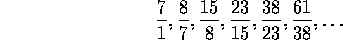 7/1, 8/7, 15/8, 23/15, 38/23, 61/38, ...